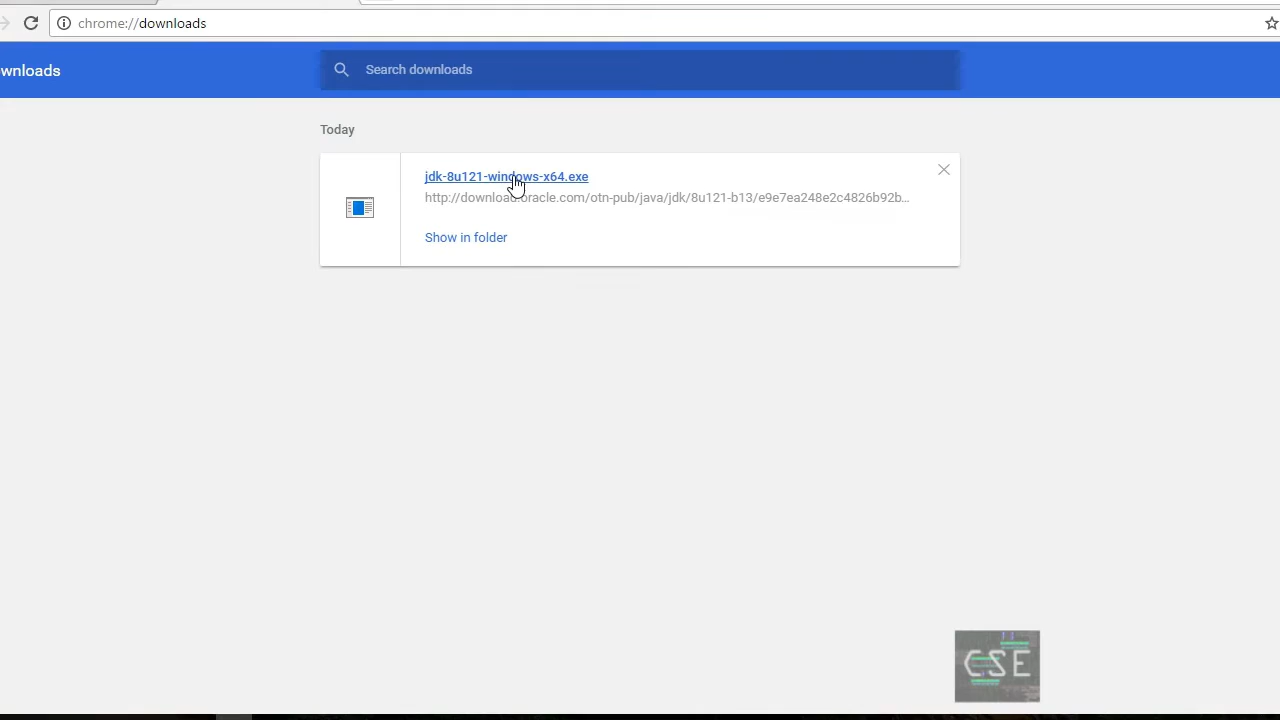 chrome://downloads
wnloads
Search downloads
Today
jdk-8u121-windows-x64.exe
http://download.oracle.com/otn-pub/java/jdk/8u121-b13/e9e7ea248e2c4826b92b...
Show in folder
CSE